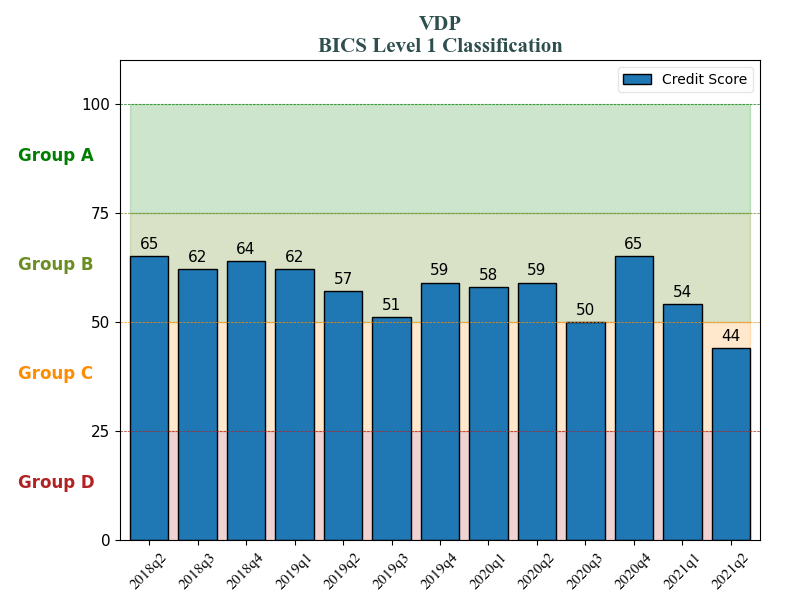 VDP
BICS Level 1 Classification
Credit Score
100
Group A
75
65
62
64
62
57
51
59
58
59
50
65
54
44
Group B
50
Group C
25
Group D
0
2018q2
2018q3
2018q4
2019q1
2019q2
2019q3
2019q4
2020q1
2020q2
2020q3
2020q4
2021q1
2021q2